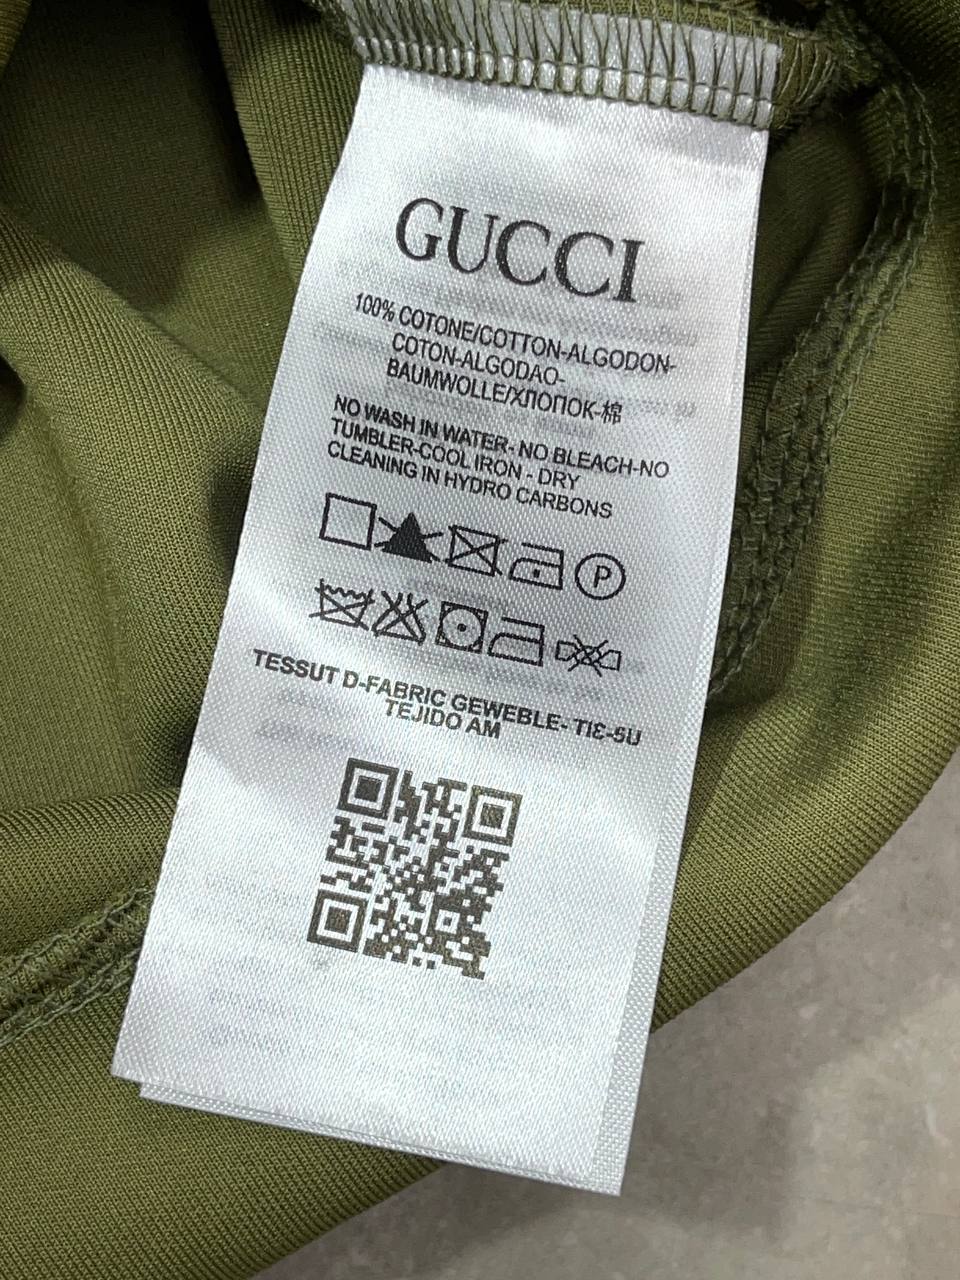 GUCCI
100% COTONE/COTTON-ALGODON-
COTON-ALGODAO-
BAUMWOLLE/ХЛОПОК-棉
NO WASH IN WATER- NO BLEACH-NO
TUMBLER-COOL IRON - DRY
CLEANING IN HYDRO CARBONS
P
TESSUT D-FABRIC GEWEBLE- TIƐ-5U
TEJIDO AM